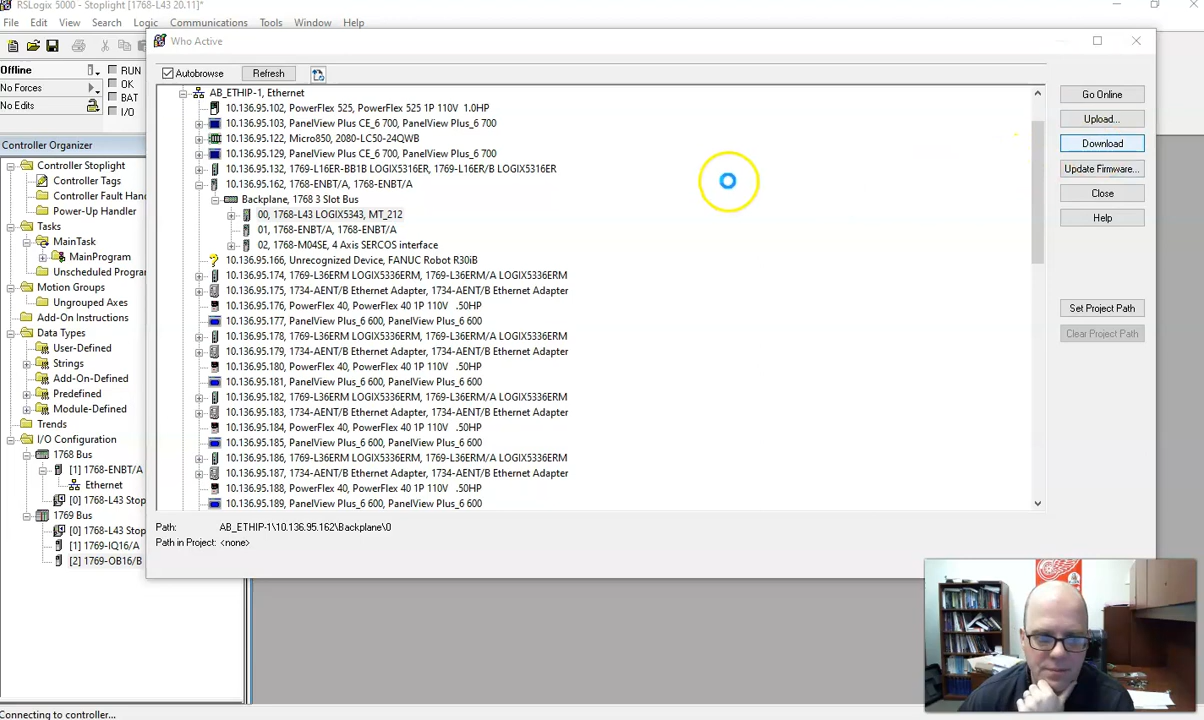 RSLogix 5000 - Stoplight [1768-L43 20.11]*
File Edit View Search Logic Communications Tools Window Help
Who Active
Offline
RUN
No Forces
OK
No Edits
BAT
I/O
Autobrowse
Refresh
Controller Organizer
Controller Stoplight
Controller Tags
Controller Fault Han
Power-Up Handler
Tasks
MainTask
MainProgram
Unscheduled Program
Motion Groups
Ungrouped Axes
Add-On Instructions
Data Types
User-Defined
Strings
Add-On-Defined
Predefined
Module-Defined
Trends
I/O Configuration
1768 Bus
[1] 1768-ENBT/A
Ethernet
[0] 1768-L43 Stop
1769 Bus
[0] 1768-L43 Stop
[1] 1769-IQ16/A
[2] 1769-OB16/B
AB_ETHIP-1, Ethernet
10.136.95.102, PowerFlex 525, PowerFlex 525 1P 110V 1.0HP
10.136.95.103, PanelView Plus CE_6 700, PanelView Plus_6 700
10.136.95.122, Micro850, 2080-LC50-24QWB
10.136.95.129, PanelView Plus CE_6 700, PanelView Plus_6 700
10.136.95.132, 1769-L16ER-BB1B LOGIX5316ER, 1769-L16ER/B LOGIX5316ER
10.136.95.162, 1768-ENBT/A, 1768-ENBT/A
Backplane, 1768 3 Slot Bus
00, 1768-L43 LOGIX5343, MT_212
01, 1768-ENBT/A, 1768-ENBT/A
02, 1768-M04SE, 4 Axis SERCOS interface
10.136.95.166, Unrecognized Device, FANUC Robot R30iB
10.136.95.174, 1769-L36ERM LOGIX5336ERM, 1769-L36ERM/A LOGIX5336ERM
10.136.95.175, 1734-AENT/B Ethernet Adapter, 1734-AENT/B Ethernet Adapter
10.136.95.176, PowerFlex 40, PowerFlex 40 1P 110V .50HP
10.136.95.177, PanelView Plus_6 600, PanelView Plus_6 600
10.136.95.178, 1769-L36ERM LOGIX5336ERM, 1769-L36ERM/A LOGIX5336ERM
10.136.95.179, 1734-AENT/B Ethernet Adapter, 1734-AENT/B Ethernet Adapter
10.136.95.180, PowerFlex 40, PowerFlex 40 1P 110V .50HP
10.136.95.181, PanelView Plus_6 600, PanelView Plus_6 600
10.136.95.182, 1769-L36ERM LOGIX5336ERM, 1769-L36ERM/A LOGIX5336ERM
10.136.95.183, 1734-AENT/B Ethernet Adapter, 1734-AENT/B Ethernet Adapter
10.136.95.184, PowerFlex 40, PowerFlex 40 1P 110V .50HP
10.136.95.185, PanelView Plus_6 600, PanelView Plus_6 600
10.136.95.186, 1769-L36ERM LOGIX5336ERM, 1769-L36ERM/A LOGIX5336ERM
10.136.95.187, 1734-AENT/B Ethernet Adapter, 1734-AENT/B Ethernet Adapter
10.136.95.188, PowerFlex 40, PowerFlex 40 1P 110V .50HP
10.136.95.189, PanelView Plus_6 600, PanelView Plus_6 600
Path: AB_ETHIP-1\10.136.95.162\Backplane\0
Path in Project: <none>
Go Online
Upload...
Download
Update Firmware...
Close
Help
Set Project Path
Clear Project Path
Connecting to controller...